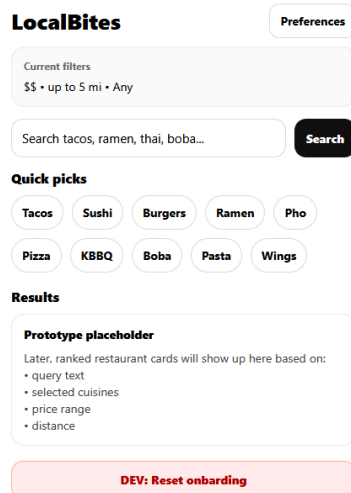 LocalBites
Preferences
Current filters
$$ • up to 5 mi • Any
Search tacos, ramen, thai, boba...
Search
Quick picks
Tacos Sushi Burgers Ramen Pho
Pizza KBBQ Boba Pasta Wings
Results
Prototype placeholder
Later, ranked restaurant cards will show up here based on:
• query text
• selected cuisines
• price range
• distance
DEV: Reset onbarding